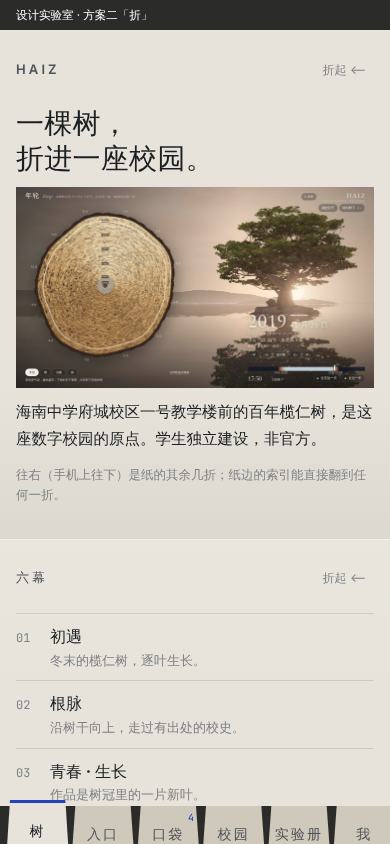 设计实验室 · 方案二「折」
HAIZ
折起 ←
一棵树，
折进一座校园。
年轮
HAIZ
2019
17:50
海南中学府城校区一号教学楼前的百年榄仁树，是这
座数字校园的原点。学生独立建设，非官方。
往右（手机上往下）是纸的其余几折；纸边的索引能直接翻到任
何一折。
六幕
折起 ←
01 初遇
冬末的榄仁树，逐叶生长。
02 根脉
沿树干向上，走过有出处的校史。
03 青春 · 生长
作品是树冠里的一片新叶。
树
入口
口袋
4
校园
实验册
我